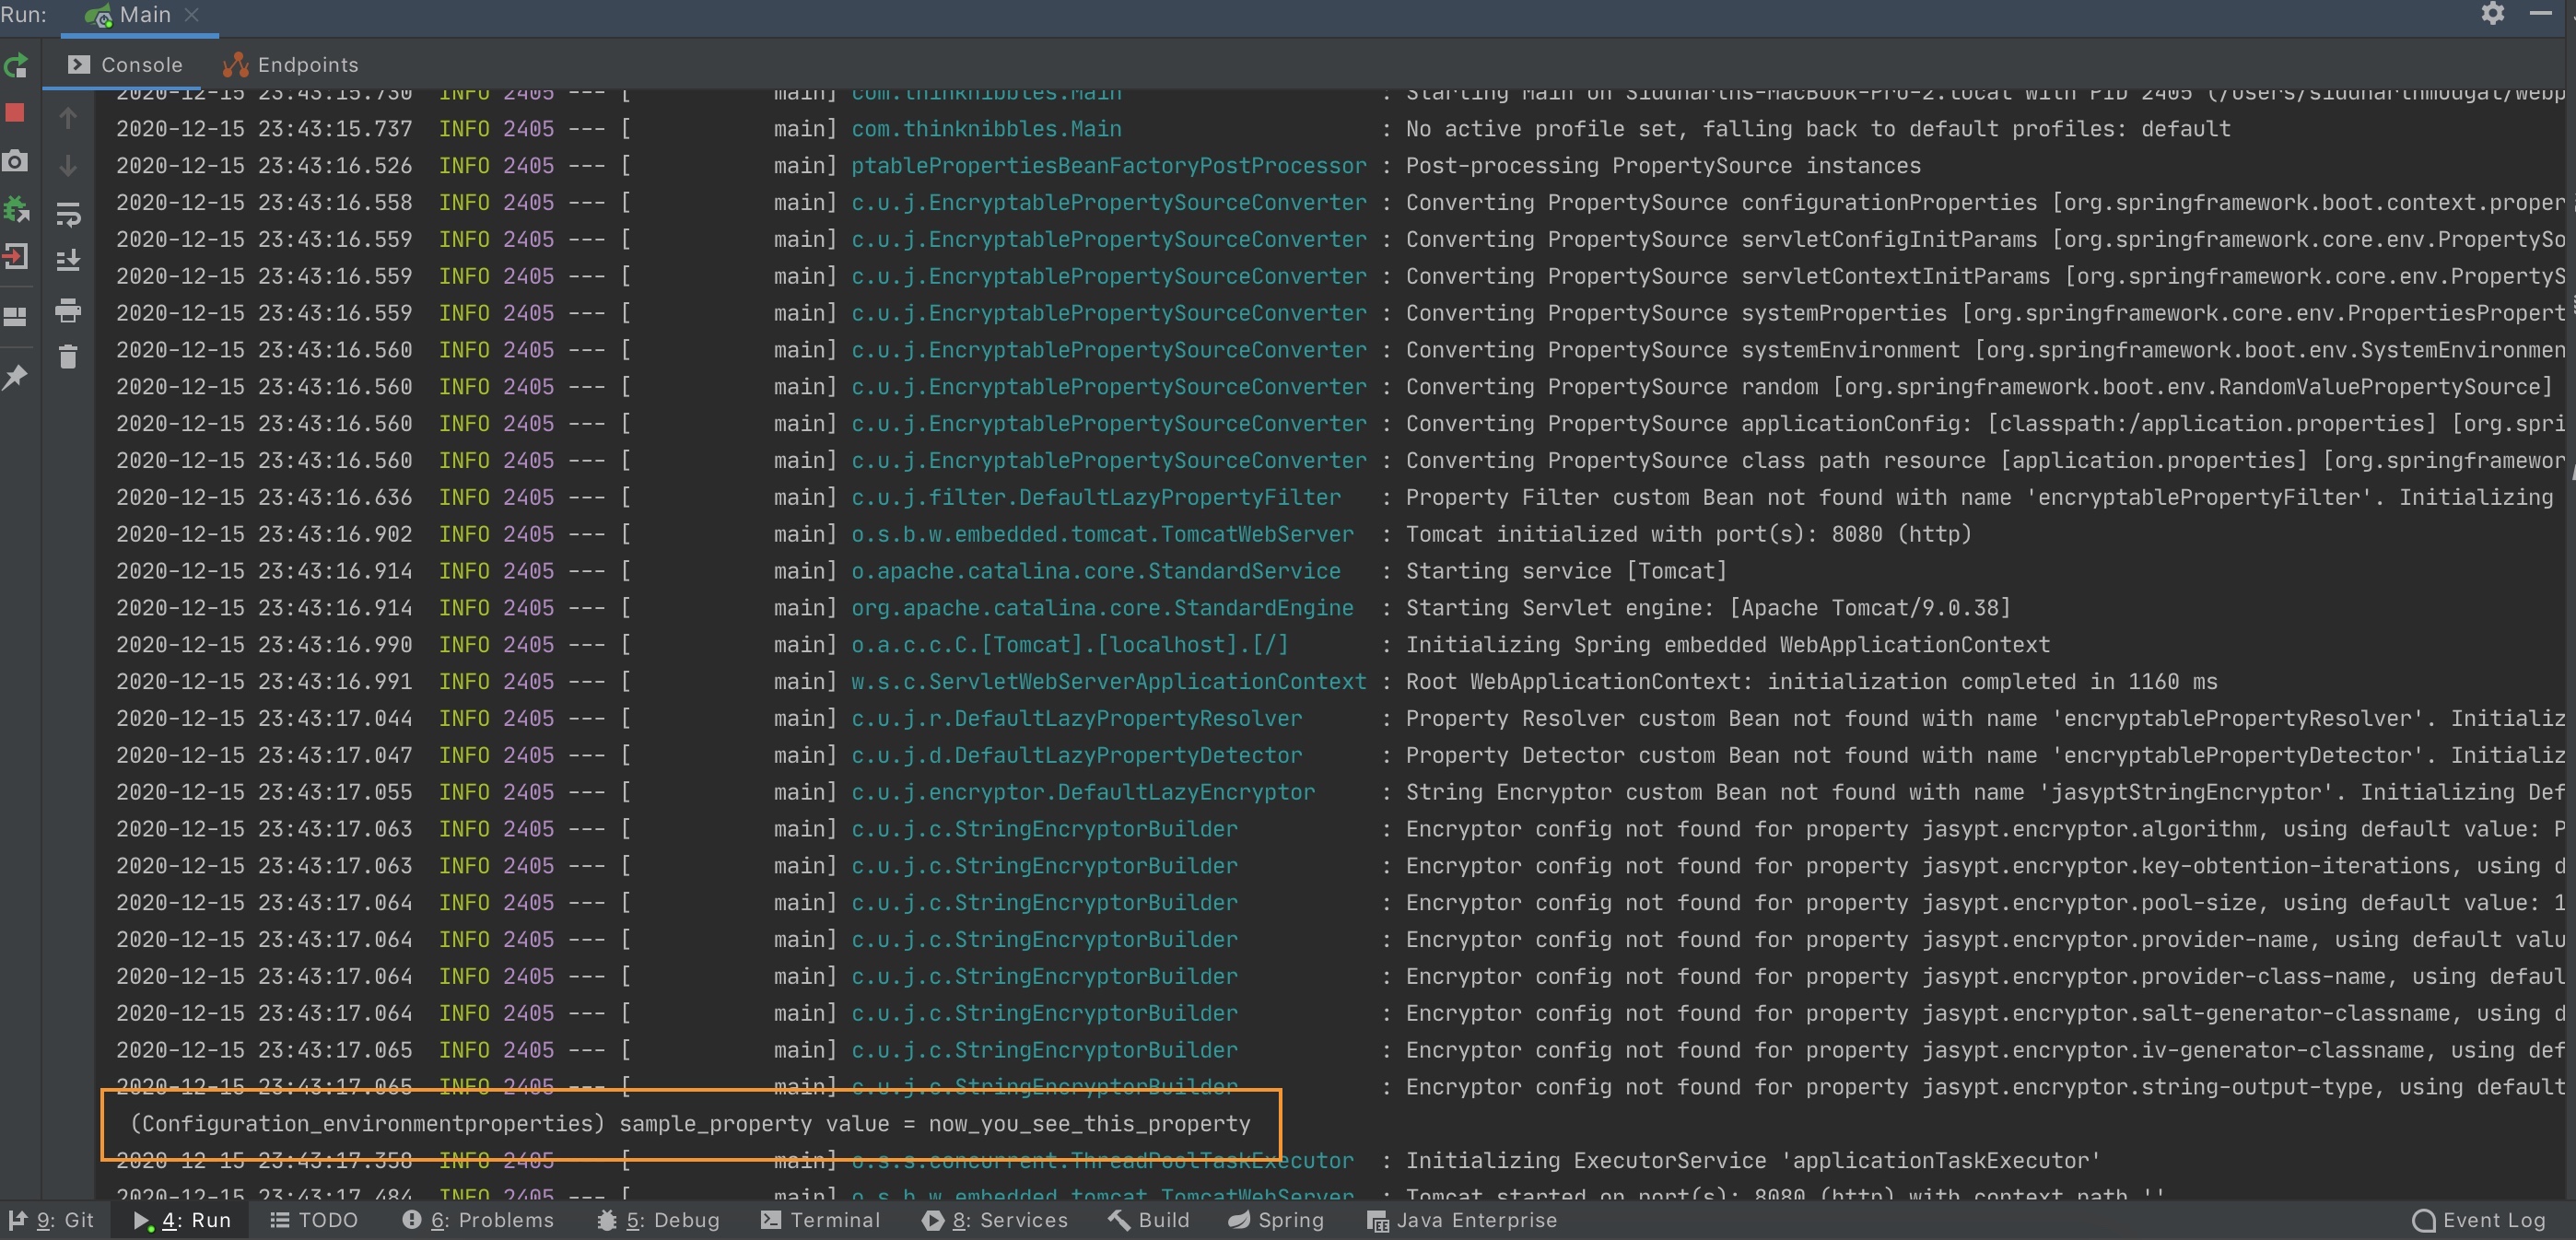 Run: Main
Console Endpoints
2020-12-15 23:43:15.730 INFO 2405 --- [ main] com.thinknibbles.Main : Starting Main on Siddharths-MacBook-Pro-2.local with PID 2405 (/Users/siddharthmudgal/webp
2020-12-15 23:43:15.737 INFO 2405 --- [ main] com.thinknibbles.Main : No active profile set, falling back to default profiles: default
2020-12-15 23:43:16.526 INFO 2405 --- [ main] ptablePropertiesBeanFactoryPostProcessor : Post-processing PropertySource instances
2020-12-15 23:43:16.558 INFO 2405 --- [ main] c.u.j.EncryptablePropertySourceConverter : Converting PropertySource configurationProperties [org.springframework.boot.context.proper
2020-12-15 23:43:16.559 INFO 2405 --- [ main] c.u.j.EncryptablePropertySourceConverter : Converting PropertySource servletConfigInitParams [org.springframework.core.env.PropertySo
2020-12-15 23:43:16.559 INFO 2405 --- [ main] c.u.j.EncryptablePropertySourceConverter : Converting PropertySource servletContextInitParams [org.springframework.core.env.PropertyS
2020-12-15 23:43:16.559 INFO 2405 --- [ main] c.u.j.EncryptablePropertySourceConverter : Converting PropertySource systemProperties [org.springframework.core.env.PropertiesPropert
2020-12-15 23:43:16.560 INFO 2405 --- [ main] c.u.j.EncryptablePropertySourceConverter : Converting PropertySource systemEnvironment [org.springframework.boot.env.SystemEnvironmen
2020-12-15 23:43:16.560 INFO 2405 --- [ main] c.u.j.EncryptablePropertySourceConverter : Converting PropertySource random [org.springframework.boot.env.RandomValuePropertySource]
2020-12-15 23:43:16.560 INFO 2405 --- [ main] c.u.j.EncryptablePropertySourceConverter : Converting PropertySource applicationConfig: [classpath:/application.properties] [org.spri
2020-12-15 23:43:16.560 INFO 2405 --- [ main] c.u.j.EncryptablePropertySourceConverter : Converting PropertySource class path resource [application.properties] [org.springframewor
2020-12-15 23:43:16.636 INFO 2405 --- [ main] c.u.j.filter.DefaultLazyPropertyFilter : Property Filter custom Bean not found with name 'encryptablePropertyFilter'. Initializing
2020-12-15 23:43:16.902 INFO 2405 --- [ main] o.s.b.w.embedded.tomcat.TomcatWebServer : Tomcat initialized with port(s): 8080 (http)
2020-12-15 23:43:16.914 INFO 2405 --- [ main] o.apache.catalina.core.StandardService : Starting service [Tomcat]
2020-12-15 23:43:16.914 INFO 2405 --- [ main] org.apache.catalina.core.StandardEngine : Starting Servlet engine: [Apache Tomcat/9.0.38]
2020-12-15 23:43:16.990 INFO 2405 --- [ main] o.a.c.c.C.[Tomcat].[localhost].[/] : Initializing Spring embedded WebApplicationContext
2020-12-15 23:43:16.991 INFO 2405 --- [ main] w.s.c.ServletWebServerApplicationContext : Root WebApplicationContext: initialization completed in 1160 ms
2020-12-15 23:43:17.044 INFO 2405 --- [ main] c.u.j.r.DefaultLazyPropertyResolver : Property Resolver custom Bean not found with name 'encryptablePropertyResolver'. Initializ
2020-12-15 23:43:17.047 INFO 2405 --- [ main] c.u.j.d.DefaultLazyPropertyDetector : Property Detector custom Bean not found with name 'encryptablePropertyDetector'. Initializ
2020-12-15 23:43:17.055 INFO 2405 --- [ main] c.u.j.encryptor.DefaultLazyEncryptor : String Encryptor custom Bean not found with name 'jasyptStringEncryptor'. Initializing Def
2020-12-15 23:43:17.063 INFO 2405 --- [ main] c.u.j.c.StringEncryptorBuilder : Encryptor config not found for property jasypt.encryptor.algorithm, using default value: P
2020-12-15 23:43:17.063 INFO 2405 --- [ main] c.u.j.c.StringEncryptorBuilder : Encryptor config not found for property jasypt.encryptor.key-obtention-iterations, using d
2020-12-15 23:43:17.064 INFO 2405 --- [ main] c.u.j.c.StringEncryptorBuilder : Encryptor config not found for property jasypt.encryptor.pool-size, using default value: 1
2020-12-15 23:43:17.064 INFO 2405 --- [ main] c.u.j.c.StringEncryptorBuilder : Encryptor config not found for property jasypt.encryptor.provider-name, using default valu
2020-12-15 23:43:17.064 INFO 2405 --- [ main] c.u.j.c.StringEncryptorBuilder : Encryptor config not found for property jasypt.encryptor.provider-class-name, using defaul
2020-12-15 23:43:17.064 INFO 2405 --- [ main] c.u.j.c.StringEncryptorBuilder : Encryptor config not found for property jasypt.encryptor.salt-generator-classname, using d
2020-12-15 23:43:17.065 INFO 2405 --- [ main] c.u.j.c.StringEncryptorBuilder : Encryptor config not found for property jasypt.encryptor.iv-generator-classname, using def
2020-12-15 23:43:17.065 INFO 2405 --- [ main] c.u.j.c.StringEncryptorBuilder : Encryptor config not found for property jasypt.encryptor.string-output-type, using default
(Configuration_environmentproperties) sample_property value = now_you_see_this_property
2020-12-15 23:43:17.358 INFO 2405 --- [ main] o.s.s.concurrent.ThreadPoolTaskExecutor : Initializing ExecutorService 'applicationTaskExecutor'
2020-12-15 23:43:17.484 INFO 2405 --- [ main] o.s.b.w.embedded.tomcat.TomcatWebServer : Tomcat started on port(s): 8080 (http) with context path ''
9: Git 4: Run TODO 6: Problems 5: Debug Terminal 8: Services Build Spring Java Enterprise Event Log